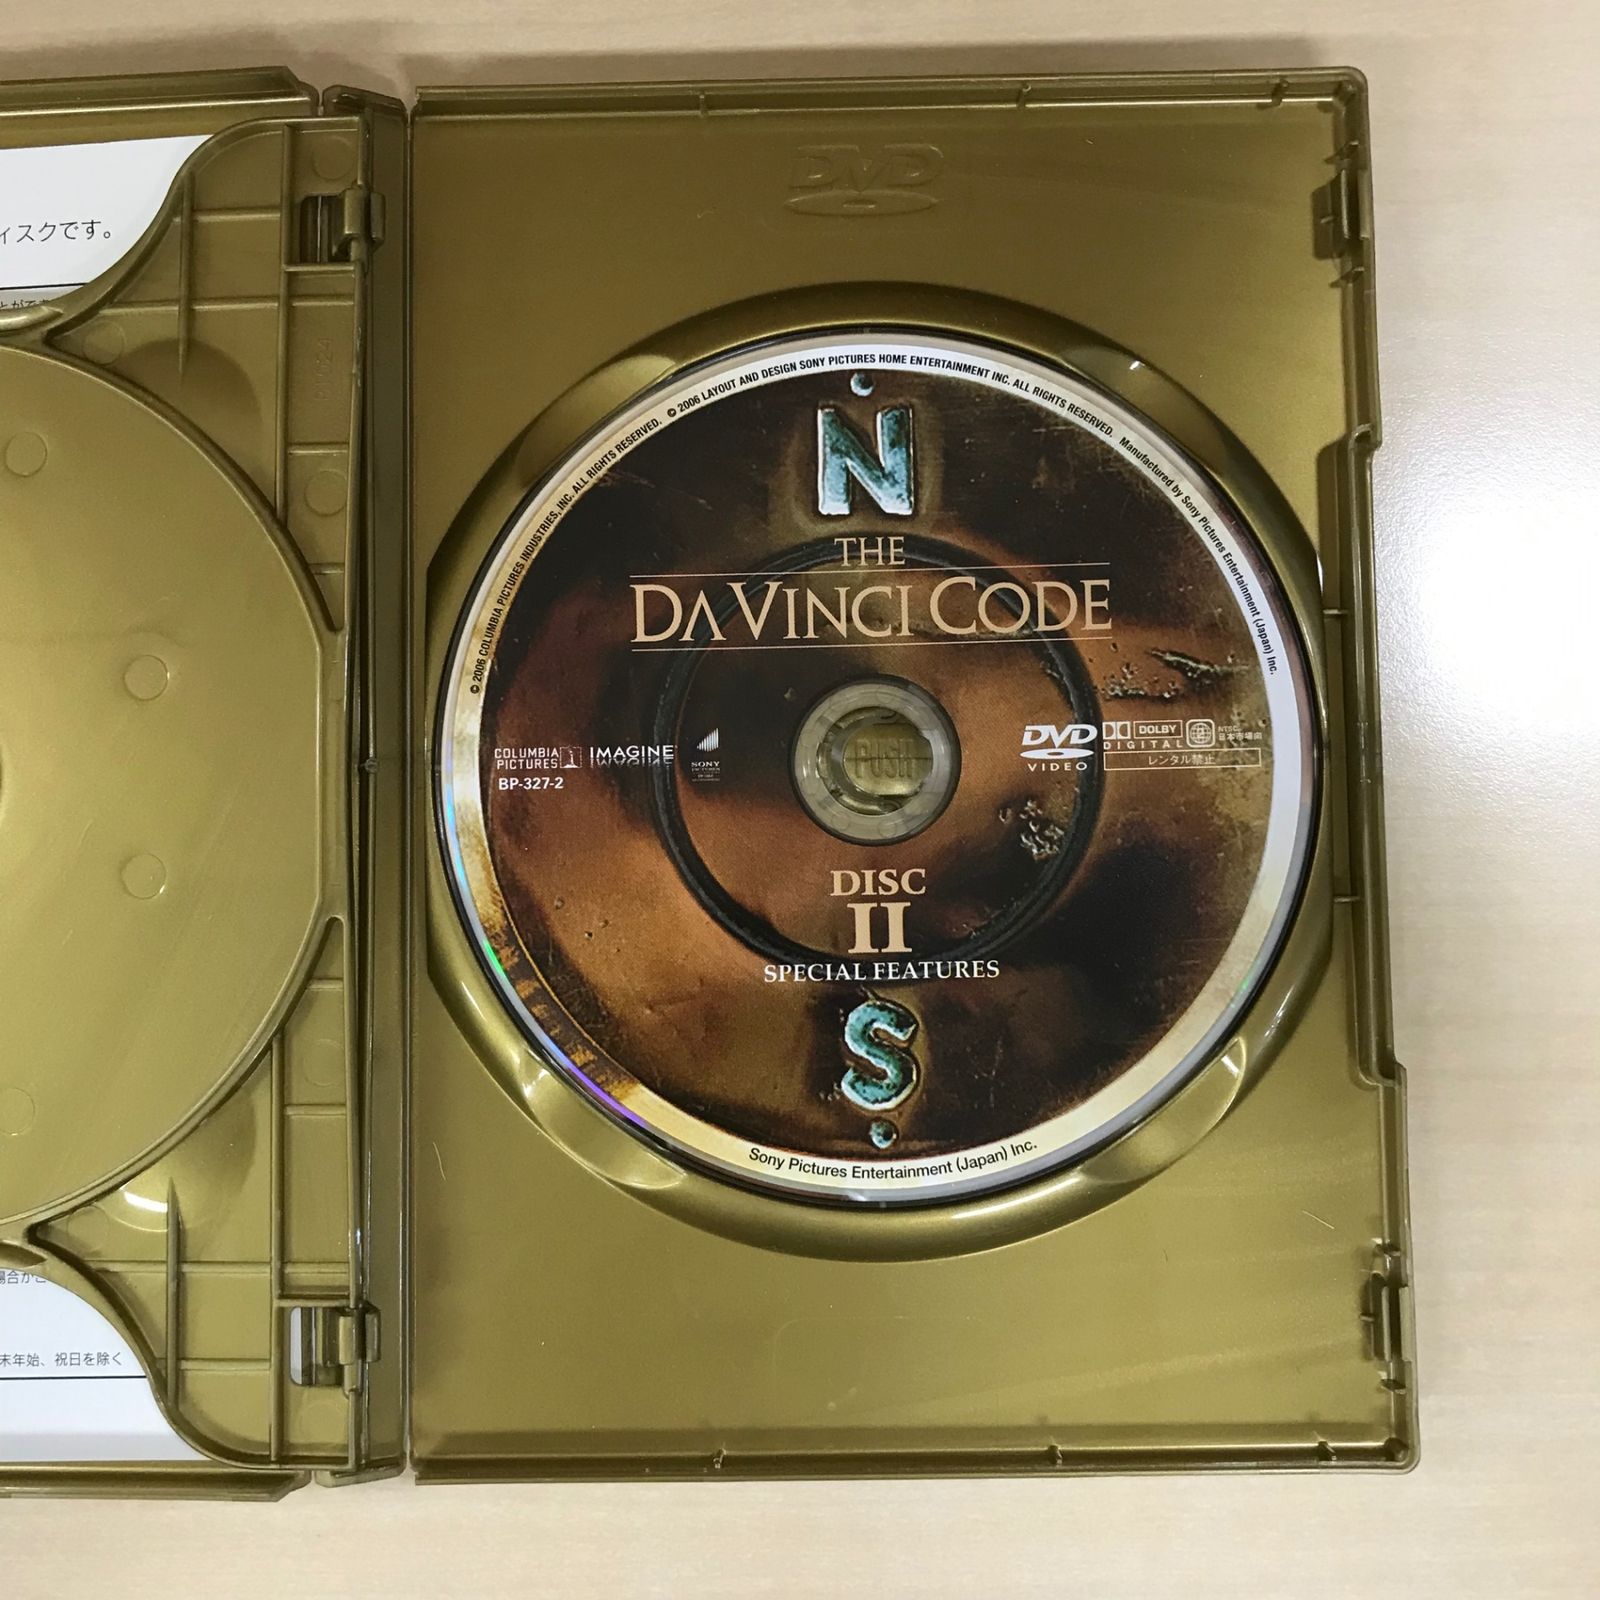 ィスクです。
DVD
© 2006 COLUMBIA PICTURES INDUSTRIES, INC. ALL RIGHTS RESERVED. © 2006 LAYOUT AND DESIGN SONY PICTURES HOME ENTERTAINMENT INC. ALL RIGHTS RESERVED. Manufactured by Sony Pictures Entertainment (Japan) Inc.
N
THE
DA VINCI CODE
COLUMBIA PICTURES
IMAGINE
SONY
PICTURES
BP-327-2
PUSH
DVD
VIDEO
DOLBY
DIGITAL
2
NTSC
日本市場向
レンタル禁止
DISC
II
SPECIAL FEATURES
S
Sony Pictures Entertainment (Japan) Inc.
末年始、祝日を除く